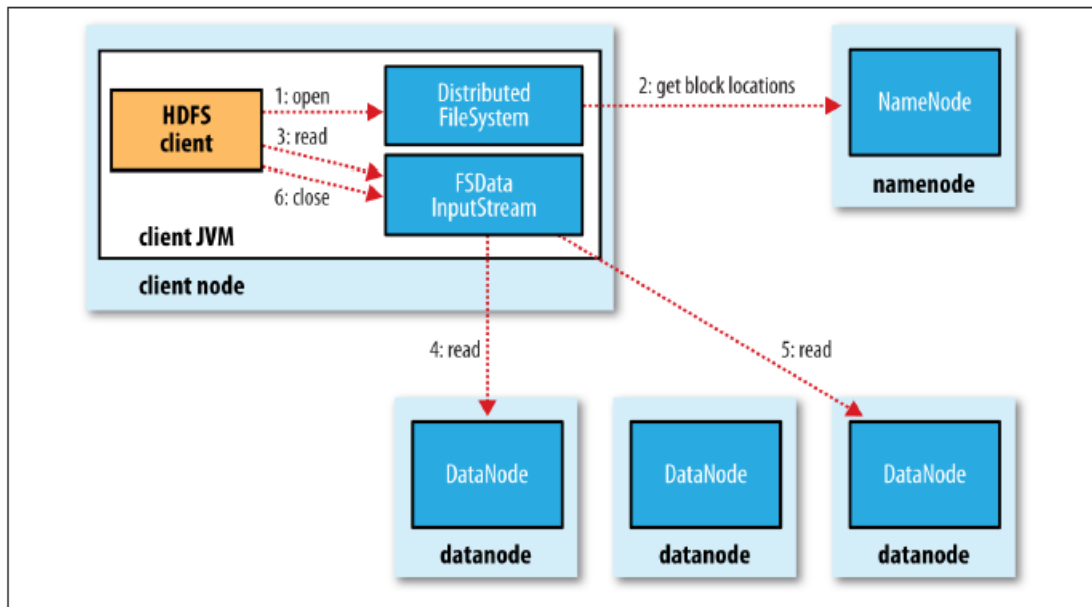 HDFS
client
1: open
3: read
6: close
Distributed
FileSystem
FSData
InputStream
client JVM
client node
2: get block locations
NameNode
namenode
4: read
5: read
DataNode
datanode
DataNode
datanode
DataNode
datanode